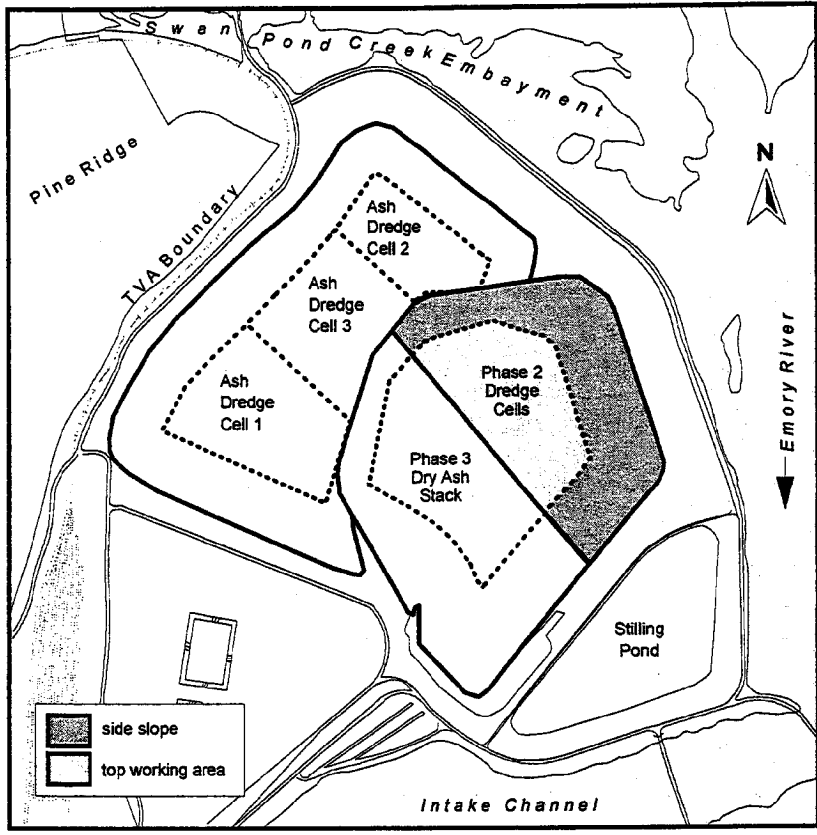 Swan Pond Creek Embayment
Pine Ridge
TVA Boundary
N
Ash
Dredge
Cell 2
Ash
Dredge
Cell 3
Ash
Dredge
Cell 1
Phase 2
Dredge
Cells
Phase 3
Dry Ash
Stack
Emory River
Stilling
Pond
side slope
top working area
Intake Channel